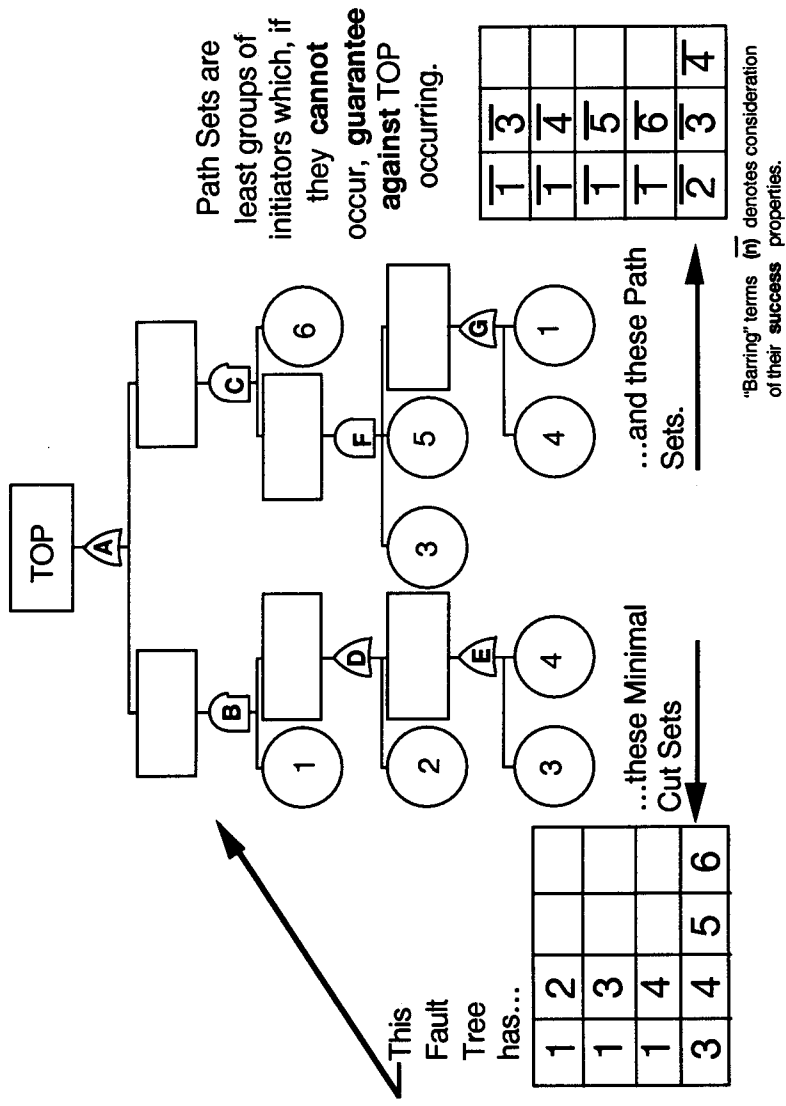 TOP
A
B
C
1
D
F
6
2
E
3
5
G
3
4
4
1
This
Fault
Tree
has...
...these Minimal
Cut Sets
1 2
1 3
1 4
3 4 5 6
...and these Path
Sets.
Path Sets are
least groups of
initiators which, if
they cannot
occur, guarantee
against TOP
occurring.
1̅ 3̅
1̅ 4̅
1̅ 5̅
1̅ 6̅
2̅ 3̅ 4̅
"Barring" terms (n̅) denotes consideration
of their success properties.